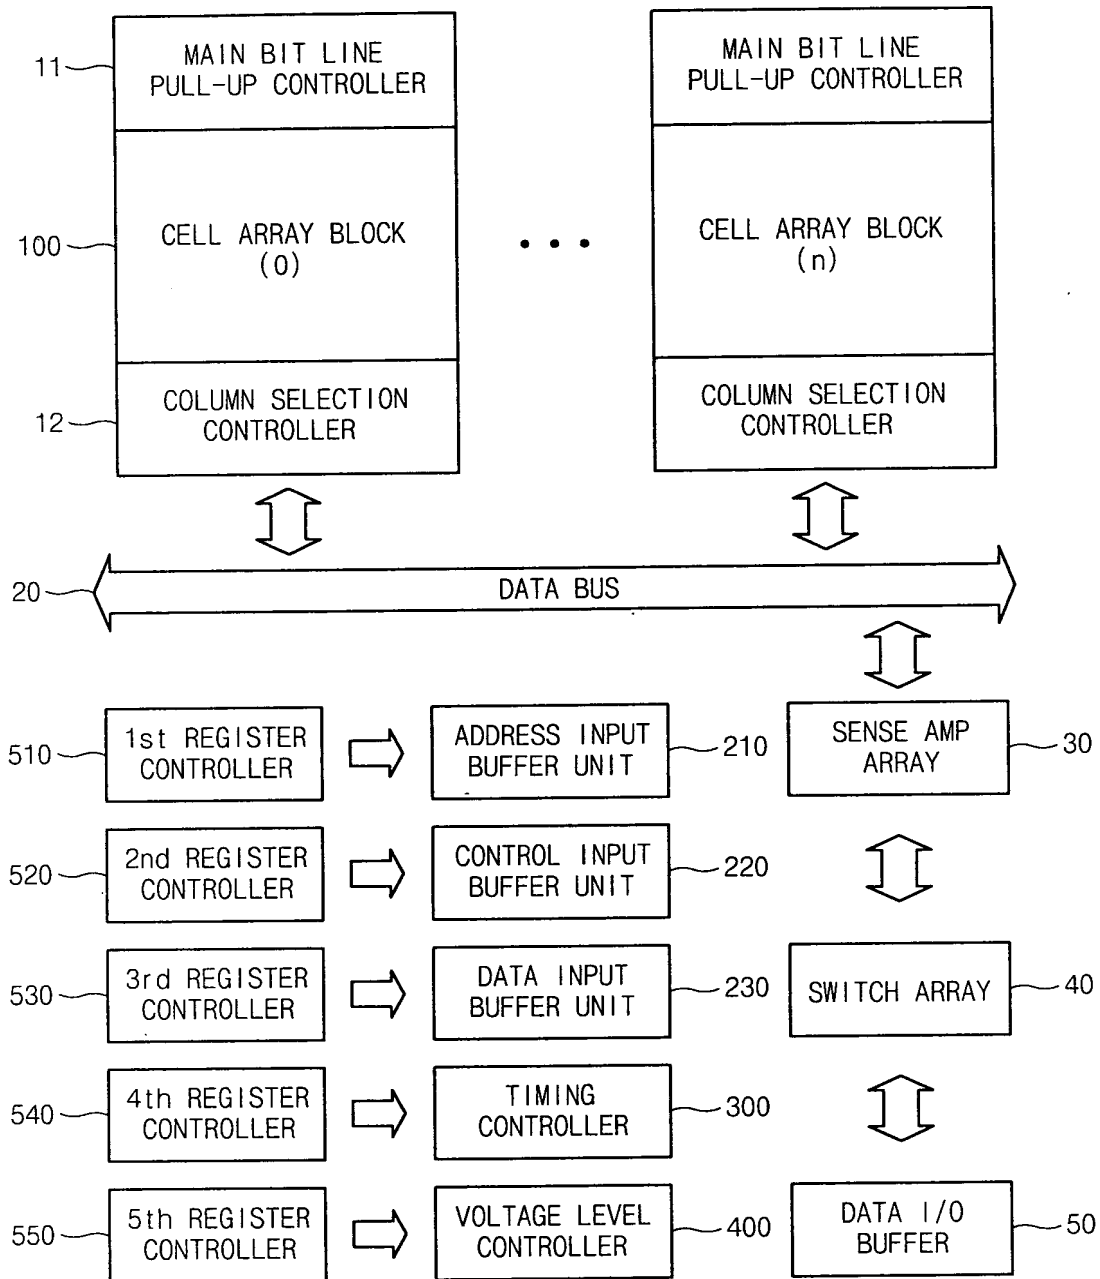 MAIN BIT LINE
PULL-UP CONTROLLER
11
MAIN BIT LINE
PULL-UP CONTROLLER
CELL ARRAY BLOCK
(0)
100
• • •
CELL ARRAY BLOCK
(n)
COLUMN SELECTION
CONTROLLER
12
COLUMN SELECTION
CONTROLLER
20
DATA BUS
510
1st REGISTER
CONTROLLER
ADDRESS INPUT
BUFFER UNIT
210
SENSE AMP
ARRAY
30
520
2nd REGISTER
CONTROLLER
CONTROL INPUT
BUFFER UNIT
220
530
3rd REGISTER
CONTROLLER
DATA INPUT
BUFFER UNIT
230
SWITCH ARRAY
40
540
4th REGISTER
CONTROLLER
TIMING
CONTROLLER
300
550
5th REGISTER
CONTROLLER
VOLTAGE LEVEL
CONTROLLER
400
DATA I/O
BUFFER
50